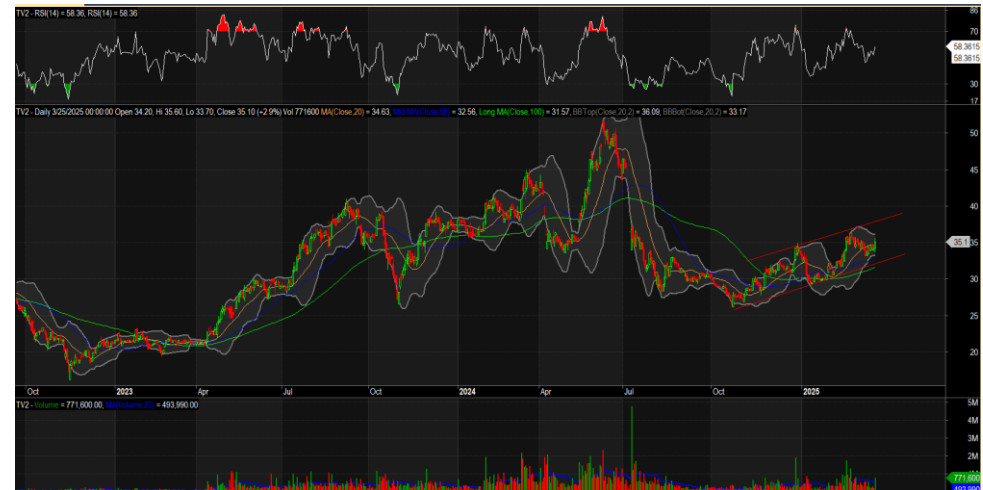 TV2 - RSI(14) = 58.36, RSI(14) = 58.36
86
70
58.3615
58.3615
30
17
TV2 - Daily 3/25/2025 00:00:00 Open 34.20, Hi 35.60, Lo 33.70, Close 35.10 (+2.9%) Vol 771600 MA(Close,20) = 34.63, Mid MA(Close,50) = 32.56, Long MA(Close,100) = 31.57, BBTop(Close,20,2) = 36.09, BBBot(Close,20,2) = 33.17
50
45
40
35.1
35
30
25
20
Oct 2023 Apr Jul Oct 2024 Apr Jul Oct 2025
TV2 - Volume = 771,600.00, = 493,990.00
5M
4M
3M
2M
771,600
493,990